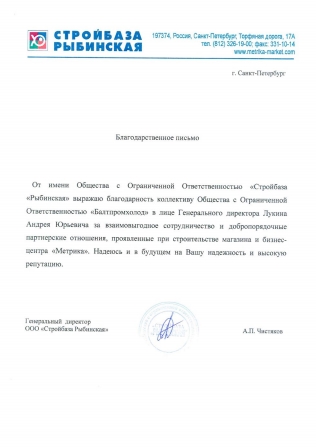 СТРОЙБАЗА
РЫБИНСКАЯ
197374, Россия, Санкт-Петербург, Торфяная дорога, 17А
тел. (812) 326-19-00; факс: 331-10-14
www.metrika-market.com
г. Санкт-Петербург
Благодарственное письмо
От имени Общества с Ограниченной Ответственностью «Стройбаза
«Рыбинская» выражаю благодарность коллективу Общества с Ограниченной
Ответственностью «Балтпромхолод» в лице Генерального директора Лукина
Андрея Юрьевича за взаимовыгодное сотрудничество и добропорядочные
партнерские отношения, проявленные при строительстве магазина и бизнес-
центра «Метрика». Надеюсь и в будущем на Вашу надежность и высокую
репутацию.
Генеральный директор
ООО «Стройбаза Рыбинская»
А.П. Чистяков